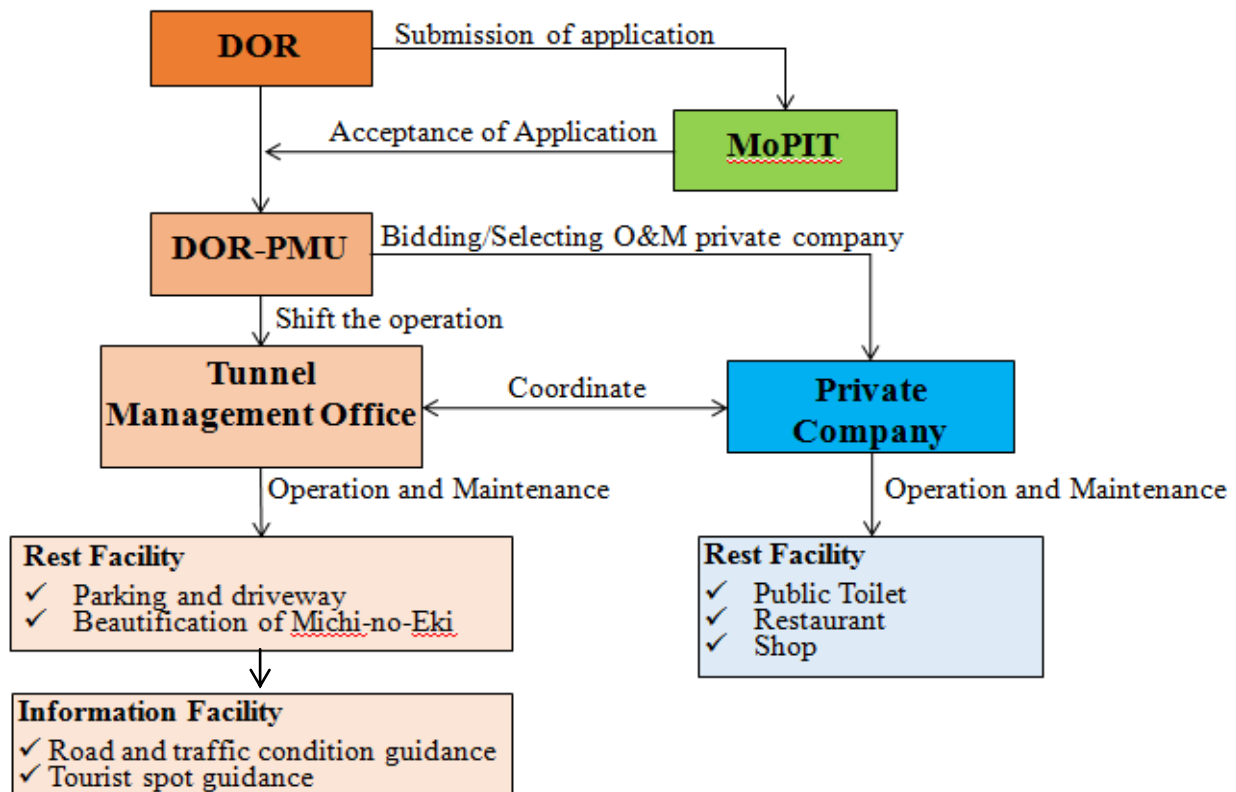 DOR
Submission of application
Acceptance of Application
MoPIT
DOR-PMU
Bidding/Selecting O&M private company
Shift the operation
Tunnel
Management Office
Coordinate
Private
Company
Operation and Maintenance
Operation and Maintenance
Rest Facility
✓ Parking and driveway
✓ Beautification of Michi-no-Eki
Rest Facility
✓ Public Toilet
✓ Restaurant
✓ Shop
Information Facility
✓ Road and traffic condition guidance
✓ Tourist spot guidance